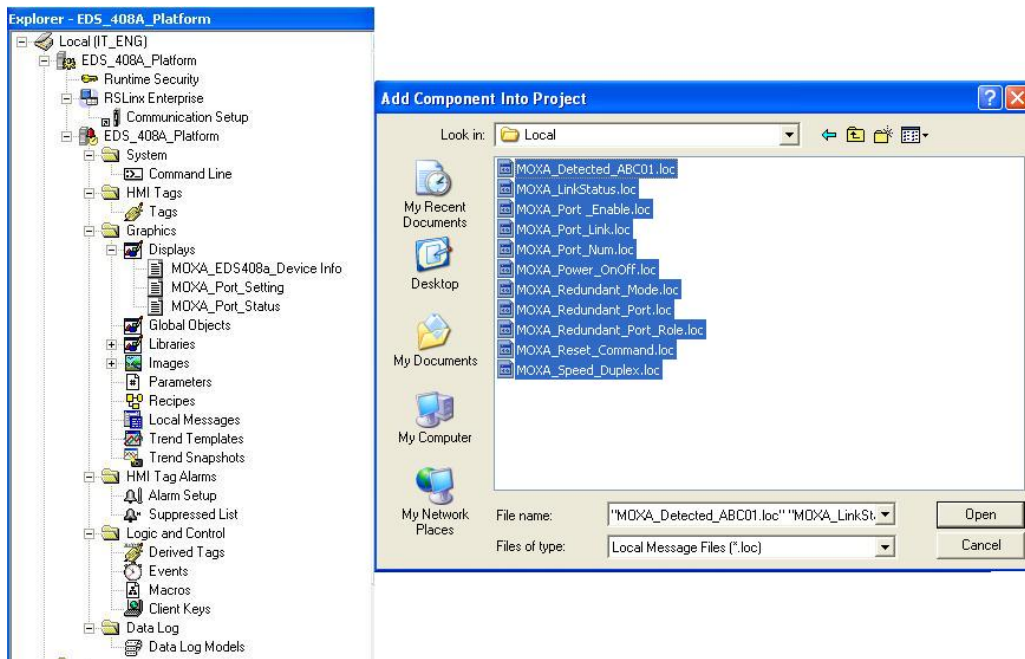 Explorer - EDS_408A_Platform
Local (IT_ENG)
EDS_408A_Platform
Runtime Security
RSLinx Enterprise
Communication Setup
EDS_408A_Platform
System
Command Line
HMI Tags
Tags
Graphics
Displays
MOXA_EDS408a_Device Info
MOXA_Port_Setting
MOXA_Port_Status
Global Objects
Libraries
Images
Parameters
Recipes
Local Messages
Trend Templates
Trend Snapshots
HMI Tag Alarms
Alarm Setup
Suppressed List
Logic and Control
Derived Tags
Events
Macros
Client Keys
Data Log
Data Log Models
Add Component Into Project
Look in:
Local
My Recent
Documents
Desktop
My Documents
My Computer
My Network
Places
MOXA_Detected_ABC01.loc
MOXA_LinkStatus.loc
MOXA_Port _Enable.loc
MOXA_Port_Link.loc
MOXA_Port_Num.loc
MOXA_Power_OnOff.loc
MOXA_Redundant_Mode.loc
MOXA_Redundant_Port.loc
MOXA_Redundant_Port_Role.loc
MOXA_Reset_Command.loc
MOXA_Speed_Duplex.loc
File name:
"MOXA_Detected_ABC01.loc" "MOXA_LinkSt
Open
Files of type:
Local Message Files (*.loc)
Cancel